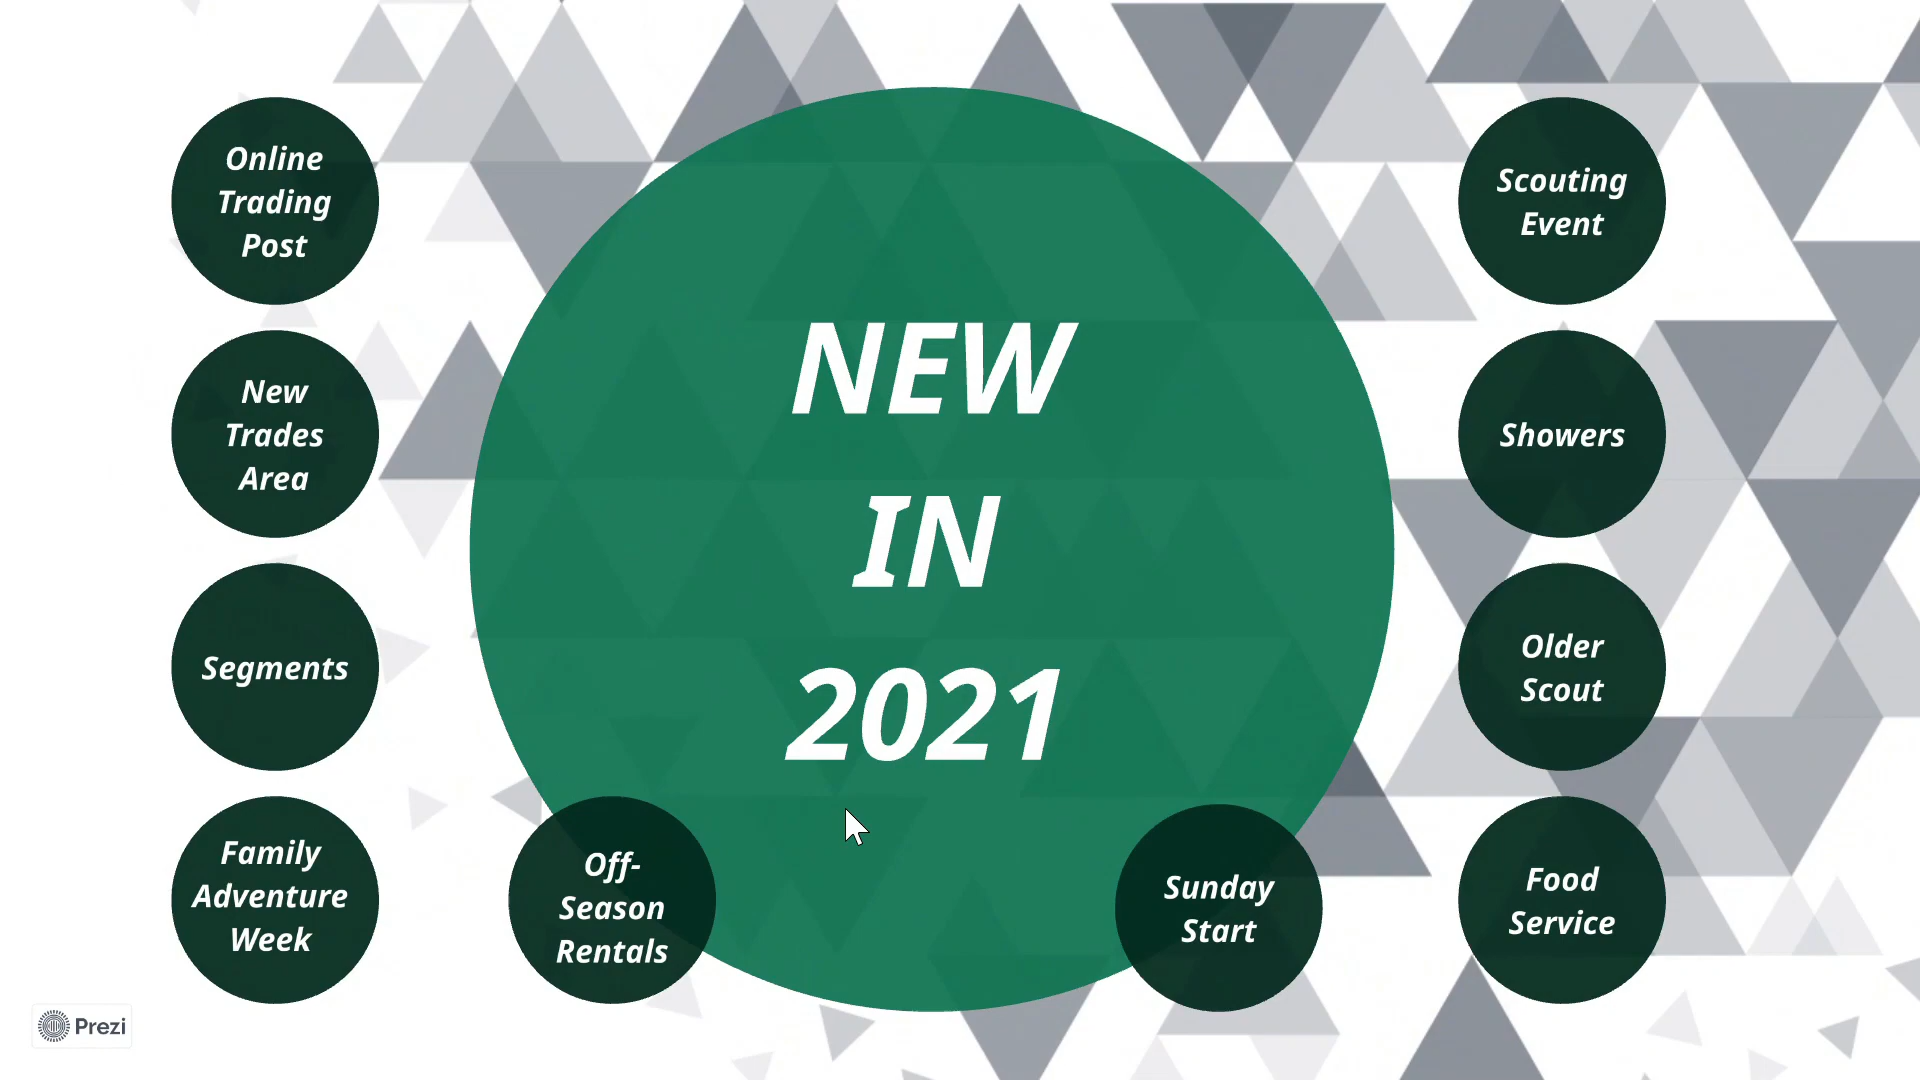 Online
Trading
Post
New
Trades
Area
Segments
Family
Adventure
Week
Off-
Season
Rentals
NEW
IN
2021
Sunday
Start
Scouting
Event
Showers
Older
Scout
Food
Service
Prezi